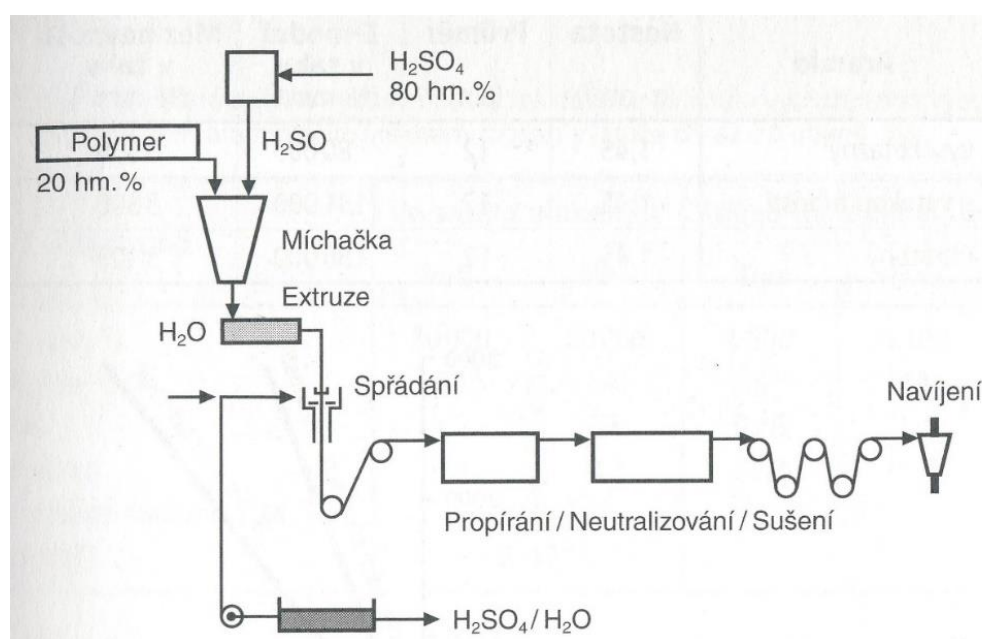 H₂SO₄
80 hm.%
Polymer
H₂SO
20 hm.%
Míchačka
Extruze
H₂O
Spřádání
Navíjení
Propírání / Neutralizování / Sušení
H₂SO₄ / H₂O